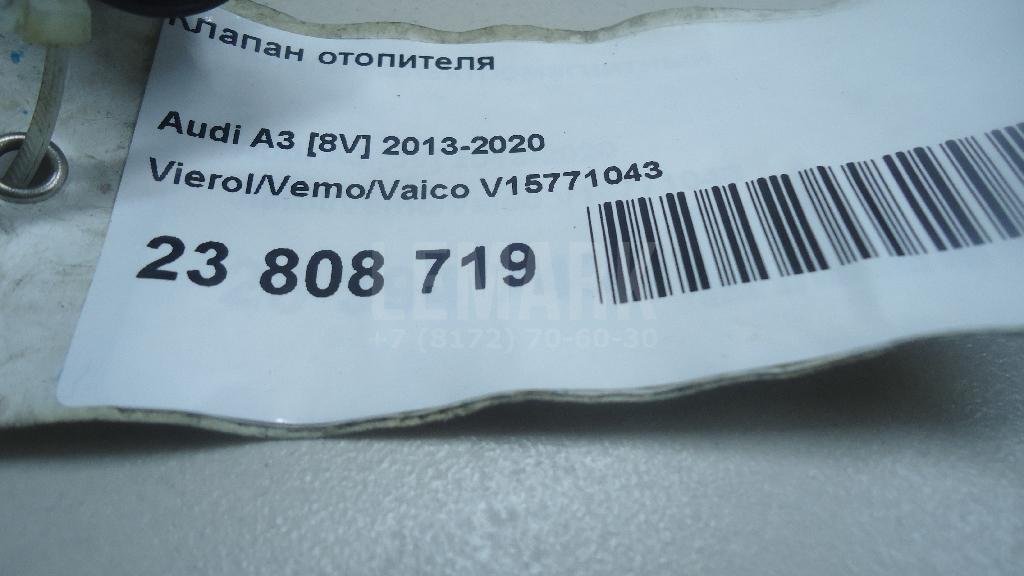 Клапан отопителя
Audi A3 [8V] 2013-2020
Vierol/Vemo/Vaico V15771043
23 808 719
LEMARK
+7 (8172) 70-60-30